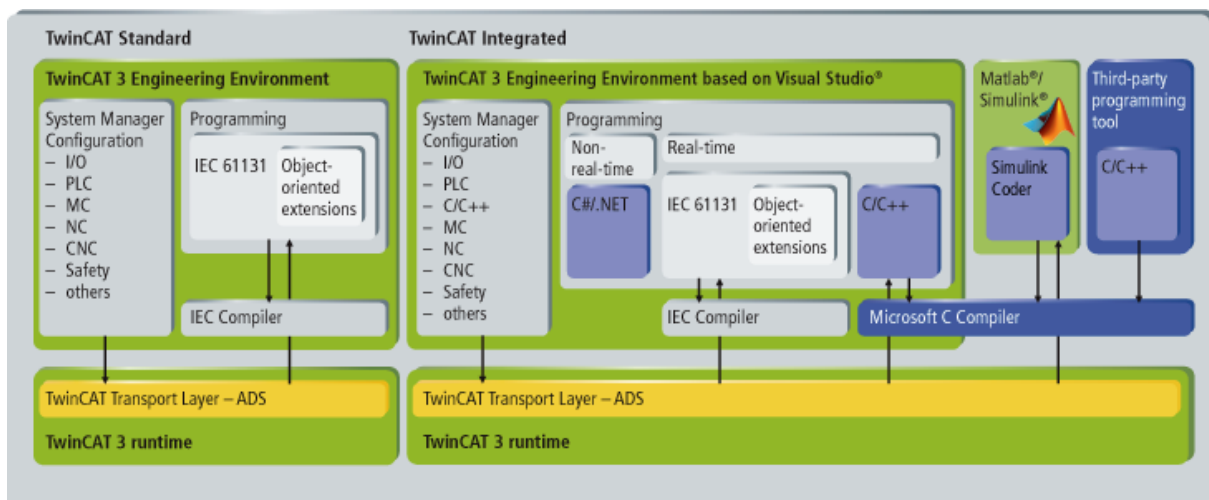 TwinCAT Standard
TwinCAT 3 Engineering Environment
System Manager
Configuration
– I/O
– PLC
– MC
– NC
– CNC
– Safety
– others
Programming
IEC 61131
Object-
oriented
extensions
IEC Compiler
TwinCAT Transport Layer – ADS
TwinCAT 3 runtime
TwinCAT Integrated
TwinCAT 3 Engineering Environment based on Visual Studio®
System Manager
Configuration
– I/O
– PLC
– C/C++
– MC
– NC
– CNC
– Safety
– others
Programming
Non-
real-time
Real-time
C#/.NET
IEC 61131
Object-
oriented
extensions
C/C++
IEC Compiler
Matlab®/
Simulink®
Simulink
Coder
Third-party
programming
tool
C/C++
Microsoft C Compiler
TwinCAT Transport Layer – ADS
TwinCAT 3 runtime